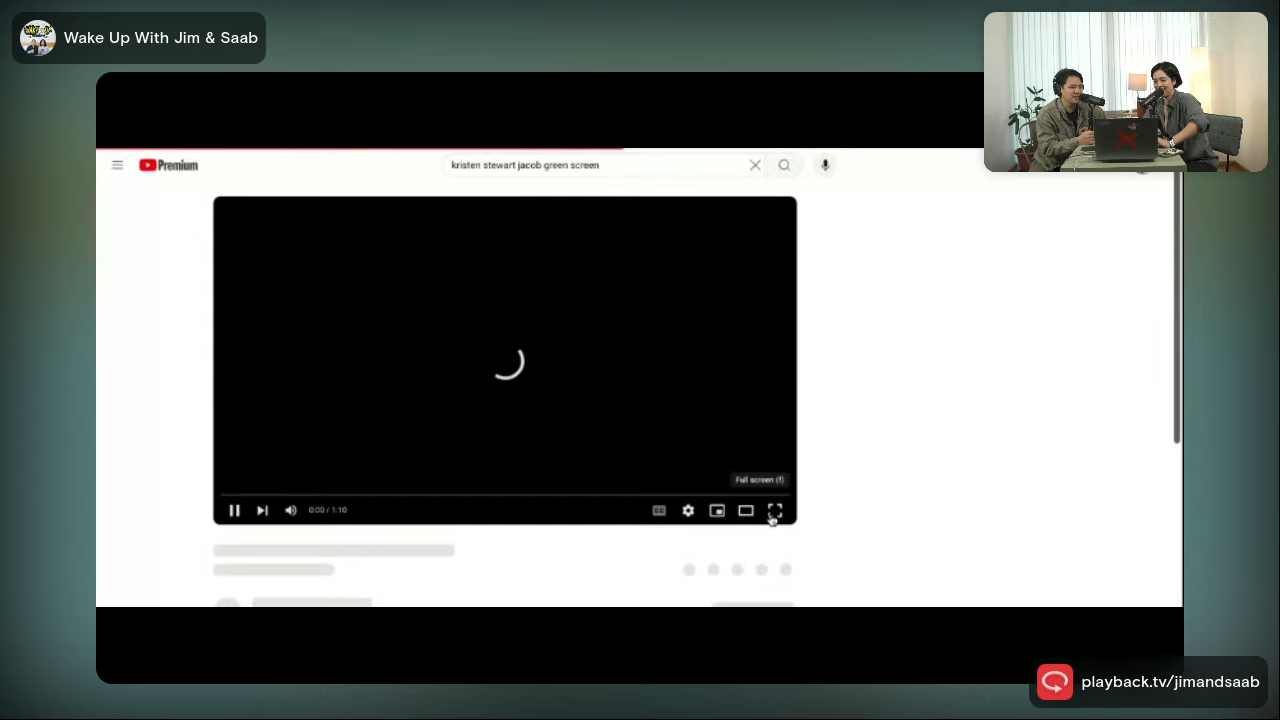 Wake Up With Jim & Saab
Premium
kristen stewart jacob green screen
Full screen (f)
0:00 / 1:10
CC
playback.tv/jimandsaab